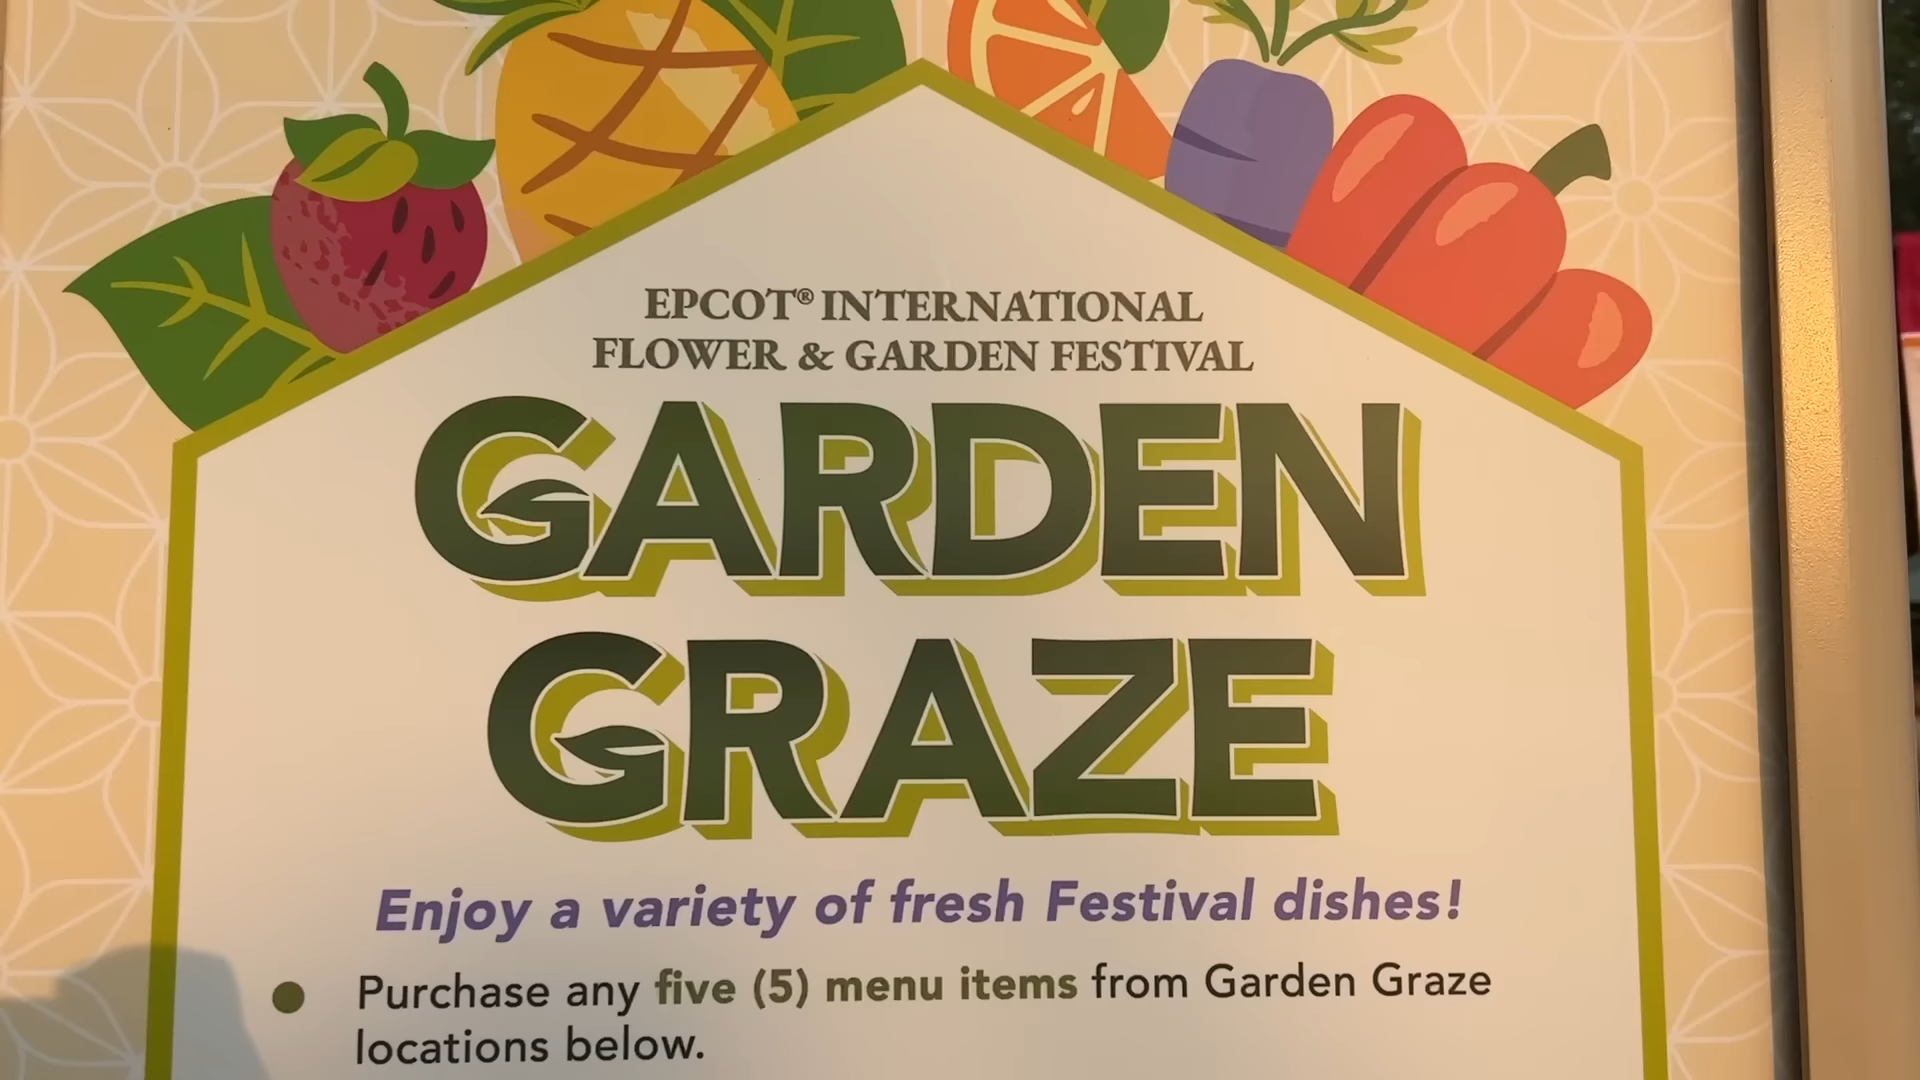 EPCOT® INTERNATIONAL
FLOWER & GARDEN FESTIVAL
GARDEN
GRAZE
Enjoy a variety of fresh Festival dishes!
● Purchase any five (5) menu items from Garden Graze
locations below.